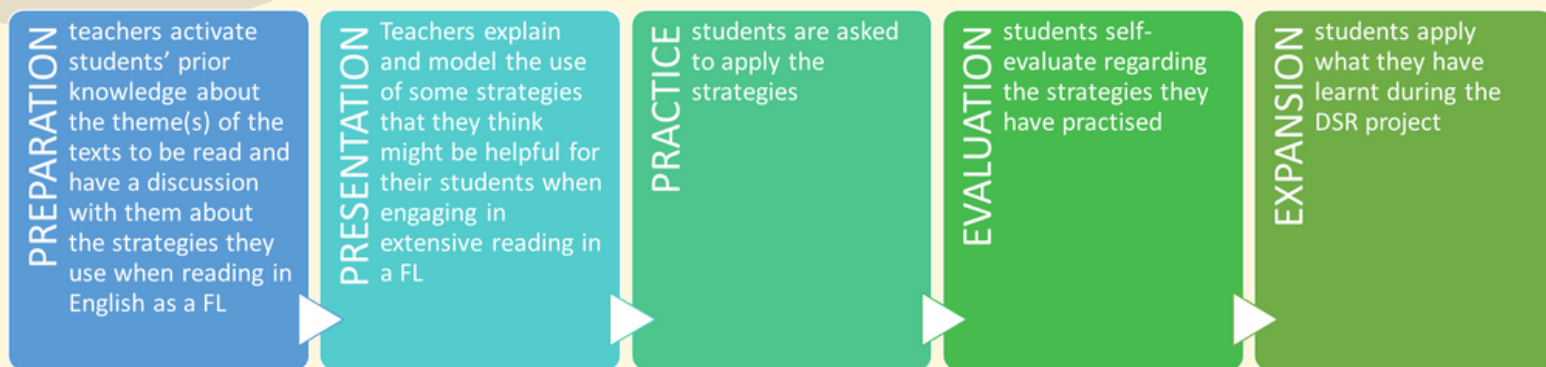 PREPARATION
teachers activate
students' prior
knowledge about
the theme(s) of the
texts to be read and
have a discussion
with them about
the strategies they
use when reading in
English as a FL
PRESENTATION
Teachers explain
and model the use
of some strategies
that they think
might be helpful for
their students when
engaging in
extensive reading in
a FL
PRACTICE
students are asked
to apply the
strategies
EVALUATION
students self-
evaluate regarding
the strategies they
have practised
EXPANSION
students apply
what they have
learnt during the
DSR project